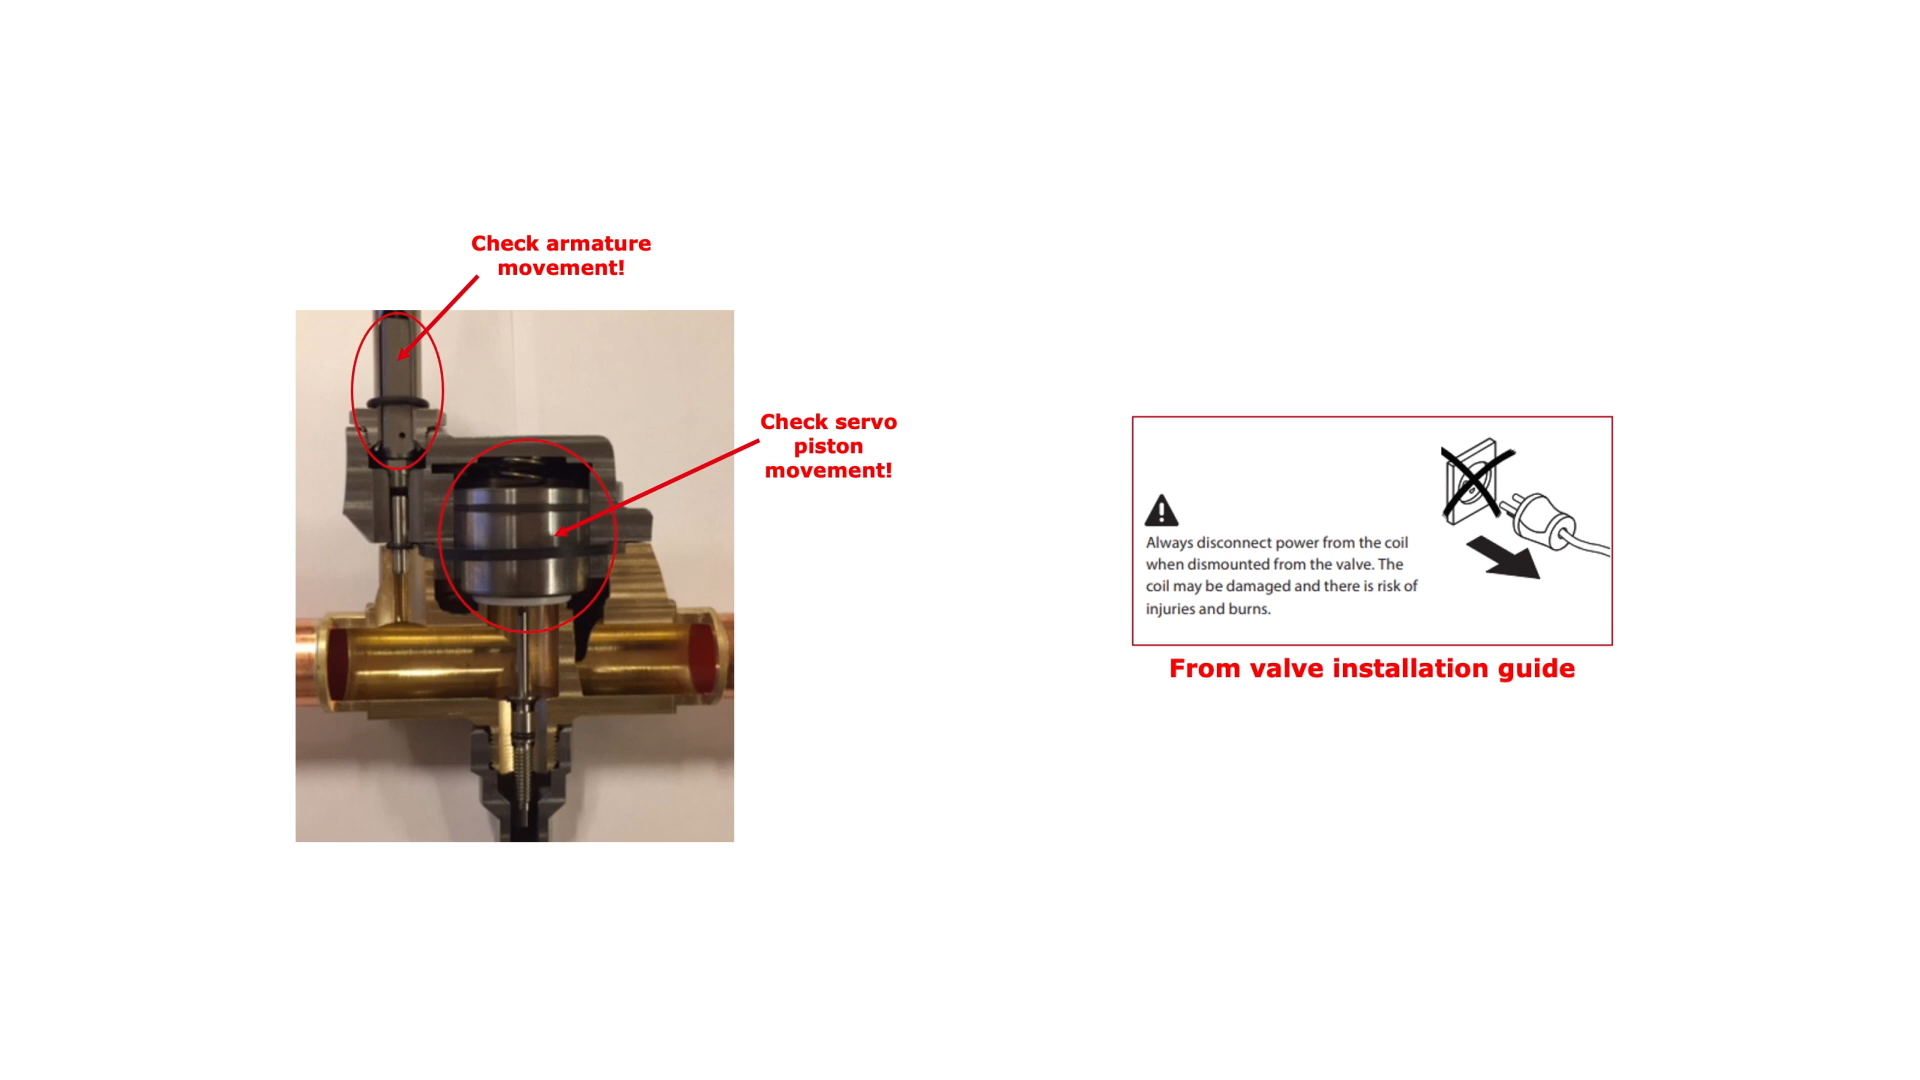 Check armature
movement!
Check servo
piston
movement!
Always disconnect power from the coil
when dismounted from the valve. The
coil may be damaged and there is risk of
injuries and burns.
From valve installation guide